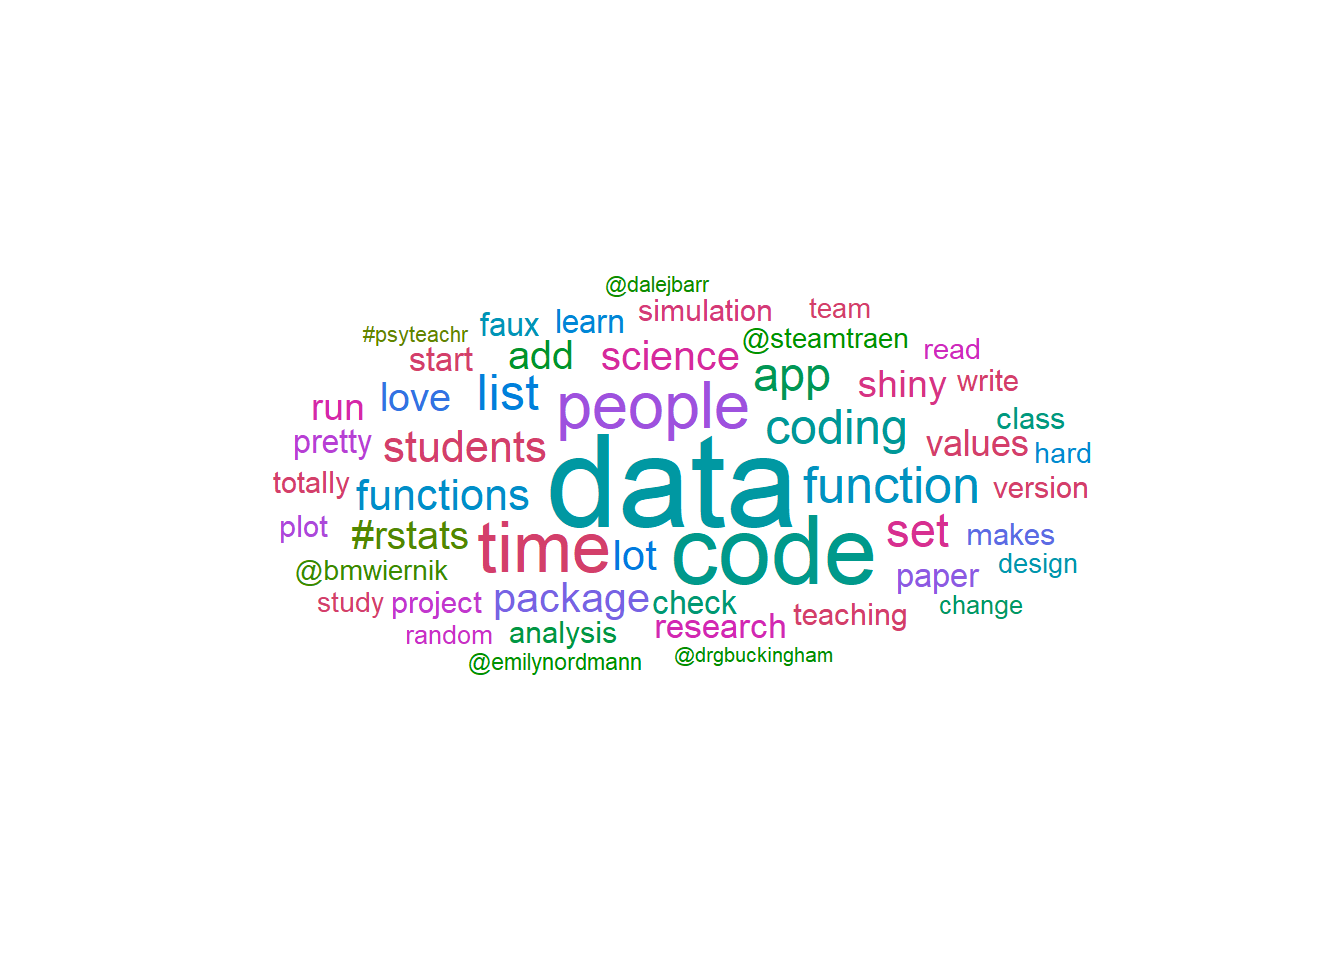 @dalejbarr
simulation team
#psyteachr faux learn @steamtraen
start add science read
love list people app shiny write
run coding class
pretty students values hard
totally functions data function version
plot #rstats time lot code set makes
@bmwiernik paper design
study project package check teaching change
random analysis research
@emilynordmann @drgbuckingham